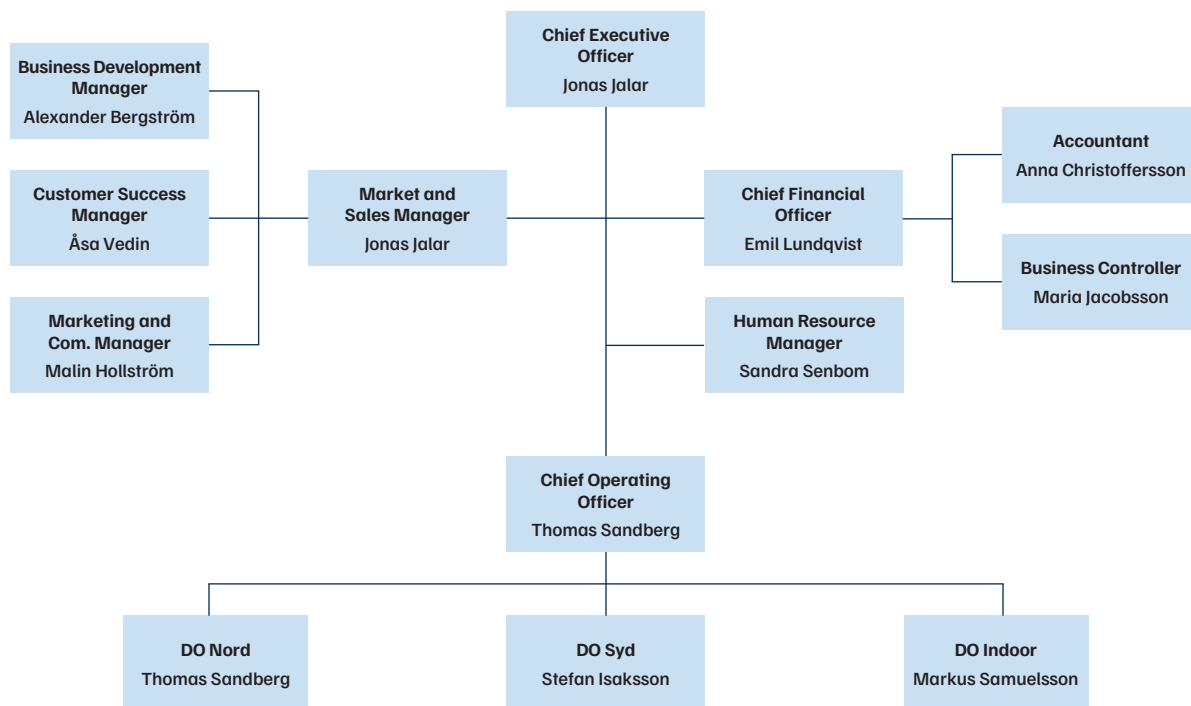 Chief Executive
Officer
Jonas Jalar
Business Development
Manager
Alexander Bergström
Customer Success
Manager
Åsa Vedin
Marketing and
Com. Manager
Malin Hollström
Market and
Sales Manager
Jonas Jalar
Chief Financial
Officer
Emil Lundqvist
Accountant
Anna Christoffersson
Business Controller
Maria Jacobsson
Human Resource
Manager
Sandra Senbom
Chief Operating
Officer
Thomas Sandberg
DO Nord
Thomas Sandberg
DO Syd
Stefan Isaksson
DO Indoor
Markus Samuelsson